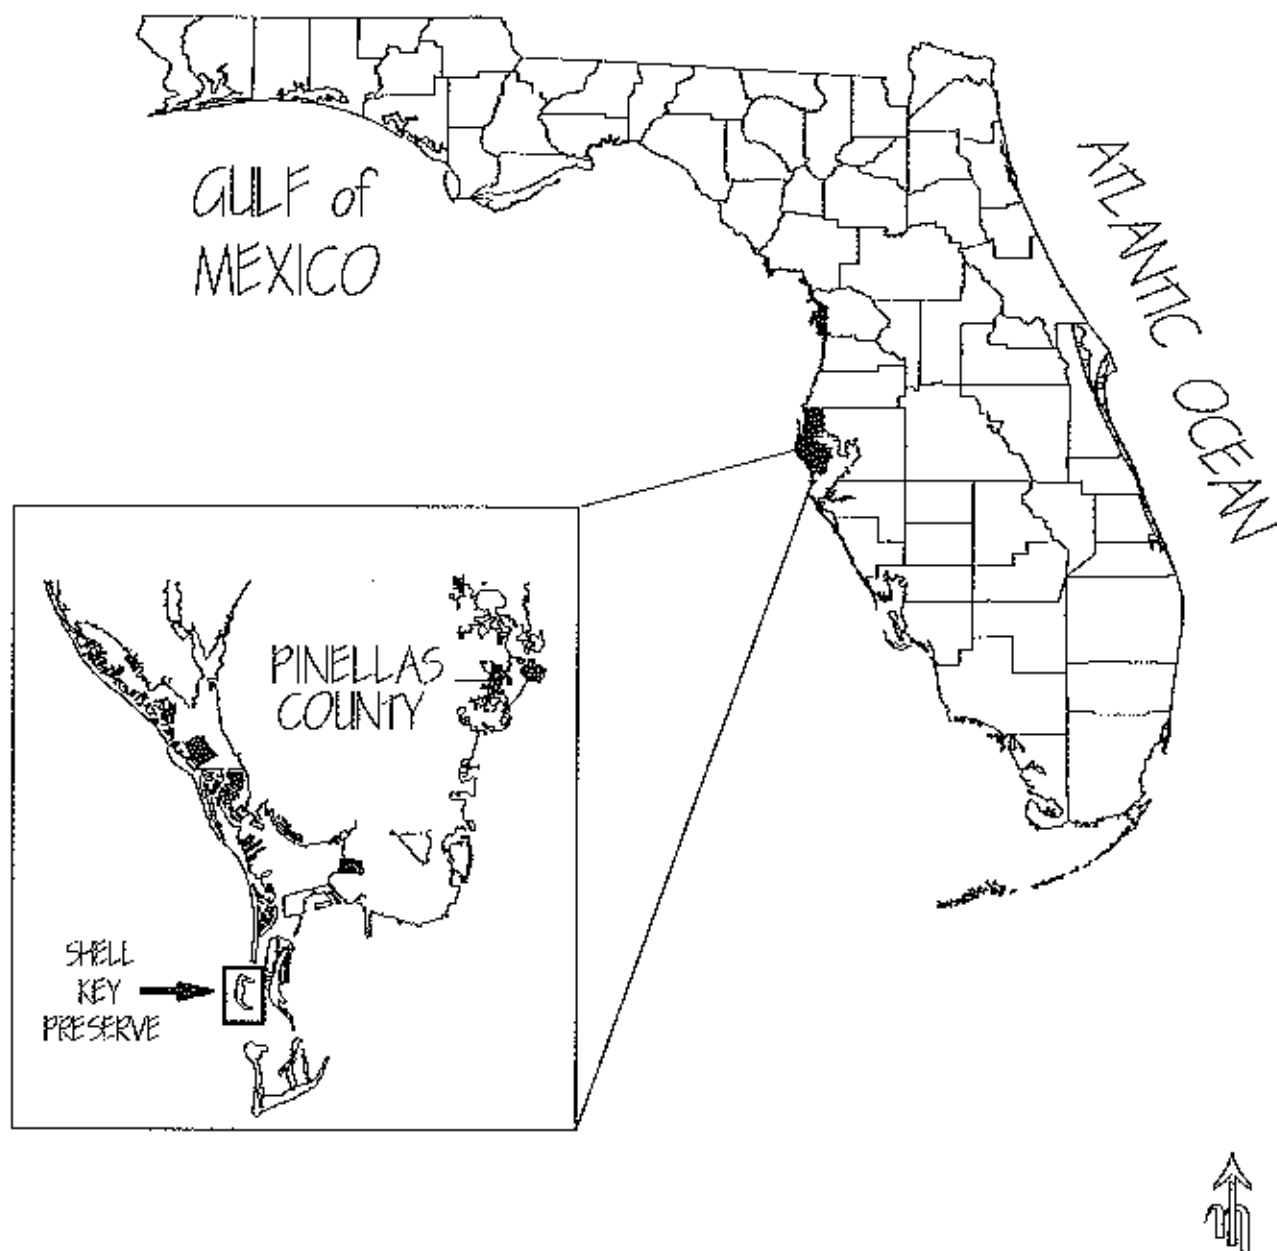 GULF of
MEXICO
ATLANTIC OCEAN
PINELLAS
COUNTY
SHELL
KEY
PRESERVE
n